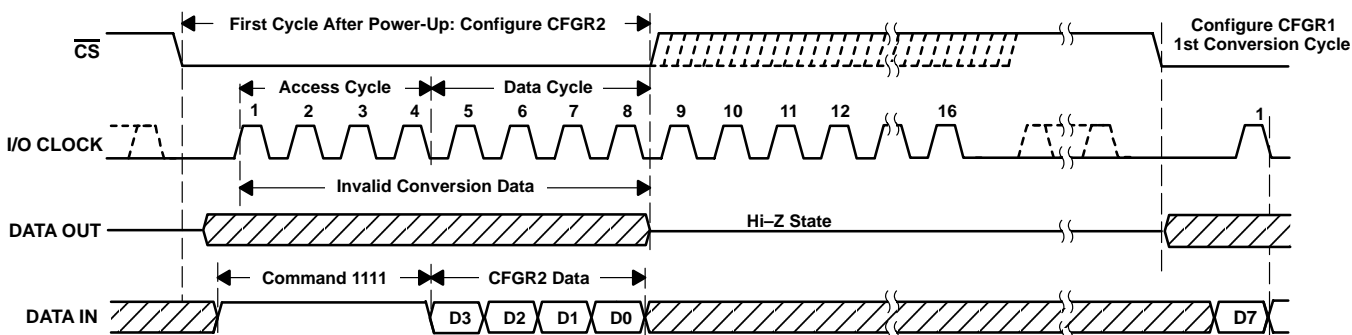 First Cycle After Power-Up: Configure CFGR2
Configure CFGR1
1st Conversion Cycle
CS
Access Cycle
Data Cycle
1 2 3 4 5 6 7 8 9 10 11 12 16 1
I/O CLOCK
Invalid Conversion Data
DATA OUT
Hi–Z State
Command 1111
CFGR2 Data
DATA IN
D3 D2 D1 D0 D7